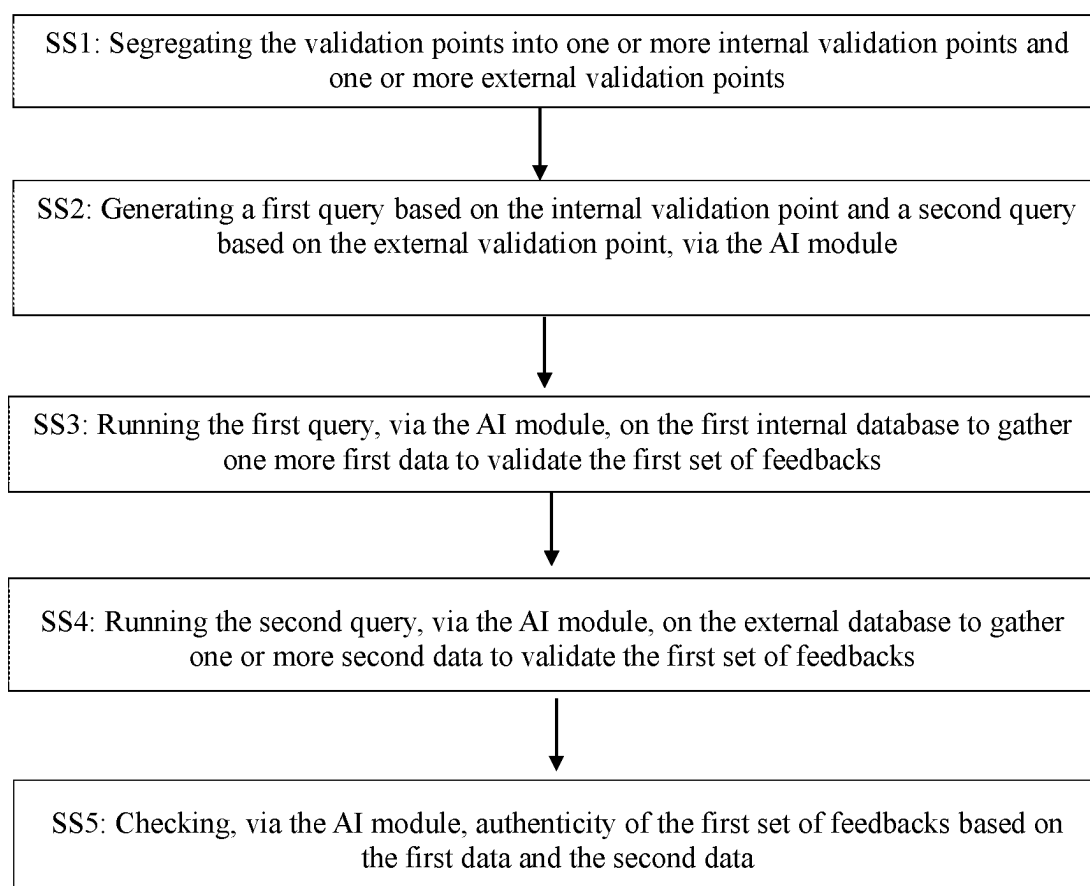 SS1: Segregating the validation points into one or more internal validation points and
one or more external validation points
SS2: Generating a first query based on the internal validation point and a second query
based on the external validation point, via the AI module
SS3: Running the first query, via the AI module, on the first internal database to gather
one more first data to validate the first set of feedbacks
SS4: Running the second query, via the AI module, on the external database to gather
one or more second data to validate the first set of feedbacks
SS5: Checking, via the AI module, authenticity of the first set of feedbacks based on
the first data and the second data